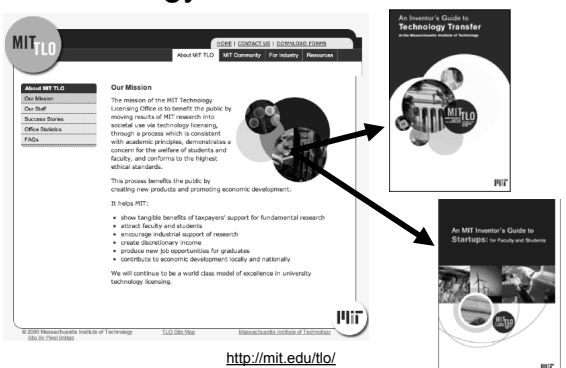 MIT TLO
HOME | CONTACT US | DOWNLOAD FORMS
About MIT TLO MIT Community For Industry Resources
About MIT TLO
Our Mission
Our Staff
Success Stories
Office Statistics
FAQs
Our Mission
The mission of the MIT Technology
Licensing Office is to benefit the public by
moving results of MIT research into
societal use via technology licensing,
through a process which is consistent
with academic principles, demonstrates a
concern for the welfare of students and
faculty, and conforms to the highest
ethical standards.
This process benefits the public by
creating new products and promoting economic development.
It helps MIT:
• show tangible benefits of taxpayers' support for fundamental research
• attract faculty and students
• encourage industrial support of research
• create discretionary income
• produce new job opportunities for graduates
• contribute to economic development locally and nationally
We will continue to be a world class model of excellence in university
technology licensing.
Massachusetts Institute of Technology
TLO Site Map
Massachusetts Institute of Technology
Site By Pixel Bridge
MIT
An Inventor's Guide to
Technology Transfer
at the Massachusetts Institute of Technology
MIT TLO
MIT
An MIT Inventor's Guide to
Startups: for Faculty and Students
MIT TLO
MIT
http://mit.edu/tlo/